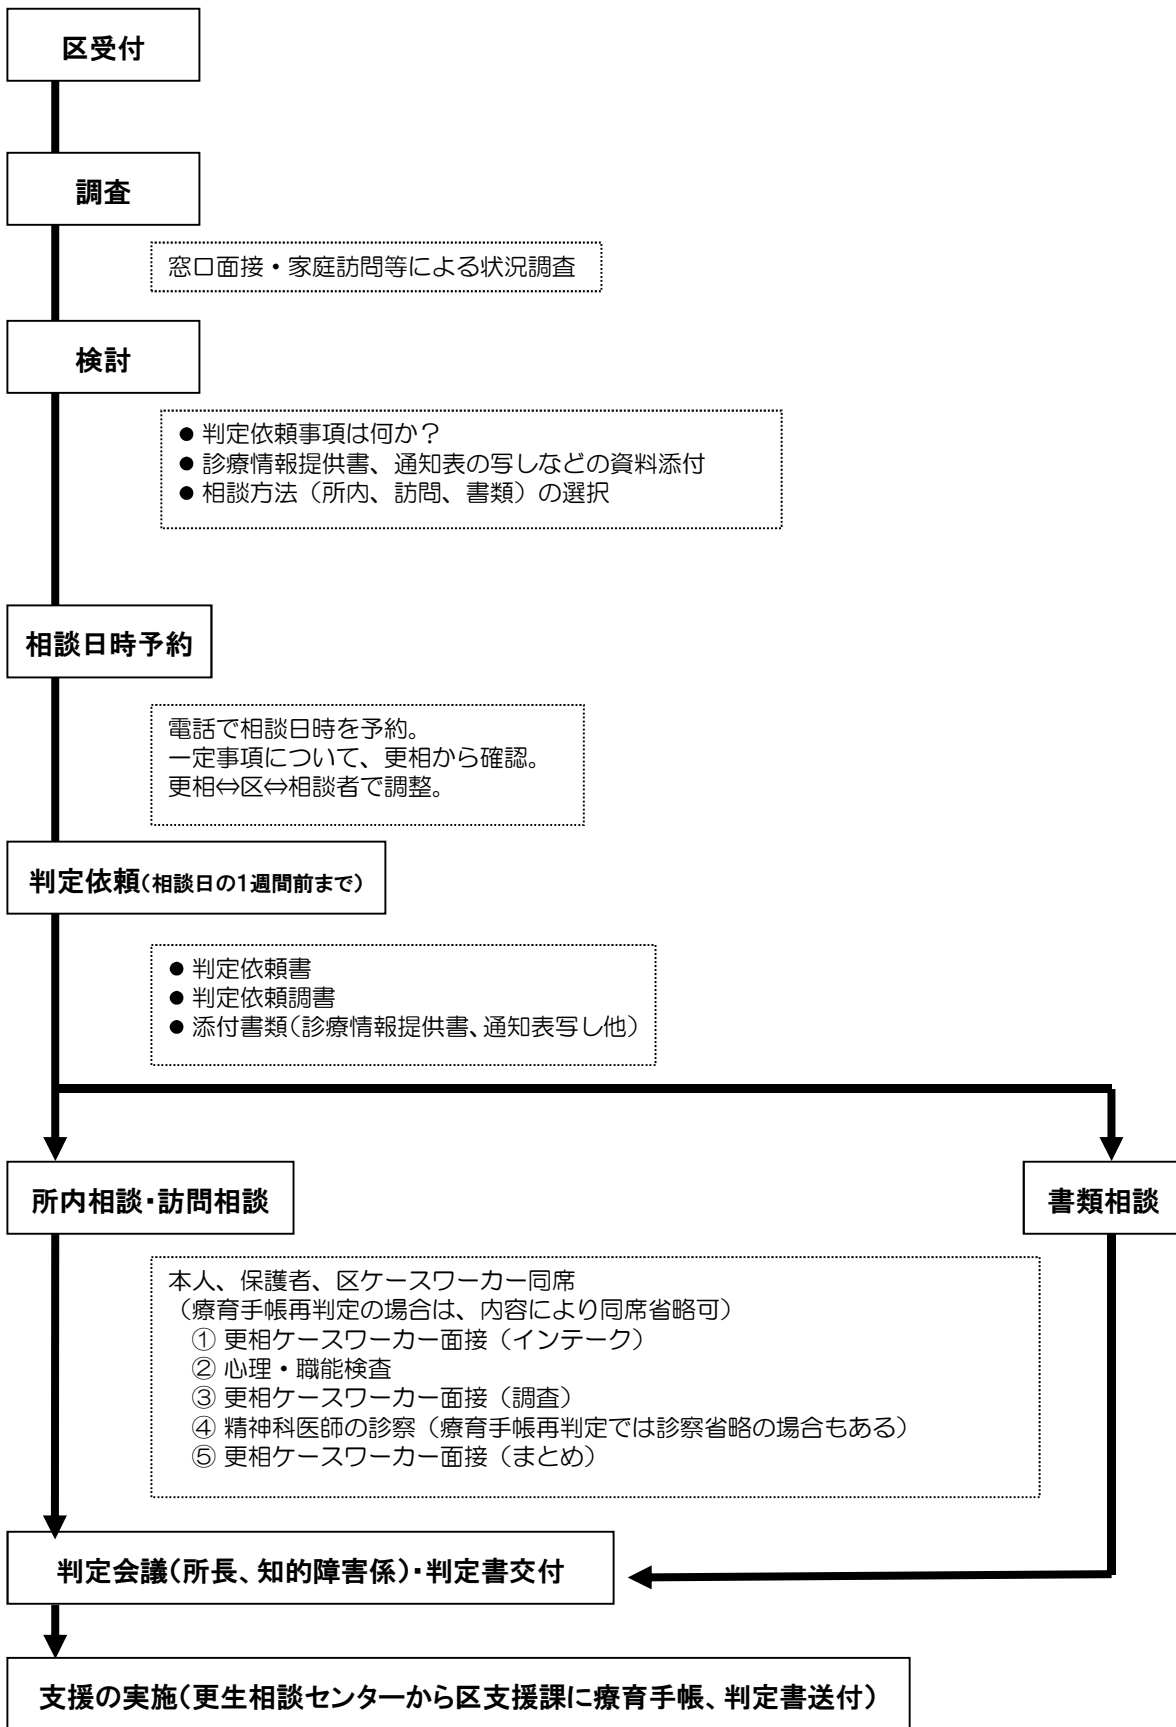 区受付
調査
窓口面接・家庭訪問等による状況調査
検討
● 判定依頼事項は何か？
● 診療情報提供書、通知表の写しなどの資料添付
● 相談方法（所内、訪問、書類）の選択
相談日時予約
電話で相談日時を予約。
一定事項について、更相から確認。
更相⇔区⇔相談者で調整。
判定依頼（相談日の1週間前まで）
● 判定依頼書
● 判定依頼調書
● 添付書類（診療情報提供書、通知表写し他）
所内相談・訪問相談
書類相談
本人、保護者、区ケースワーカー同席
（療育手帳再判定の場合は、内容により同席省略可）
① 更相ケースワーカー面接（インテーク）
② 心理・職能検査
③ 更相ケースワーカー面接（調査）
④ 精神科医師の診察（療育手帳再判定では診察省略の場合もある）
⑤ 更相ケースワーカー面接（まとめ）
判定会議（所長、知的障害係）・判定書交付
支援の実施（更生相談センターから区支援課に療育手帳、判定書送付）